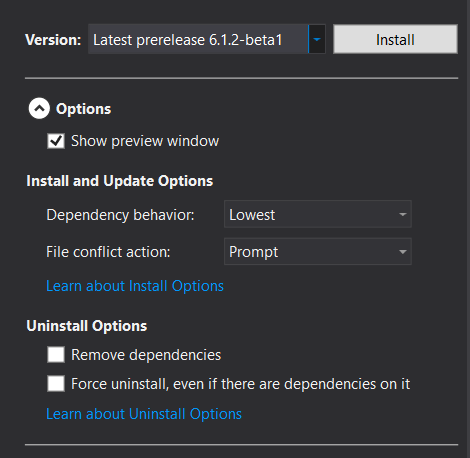 Version: Latest prerelease 6.1.2-beta1 Install
Options
Show preview window
Install and Update Options
Dependency behavior: Lowest
File conflict action: Prompt
Learn about Install Options
Uninstall Options
Remove dependencies
Force uninstall, even if there are dependencies on it
Learn about Uninstall Options